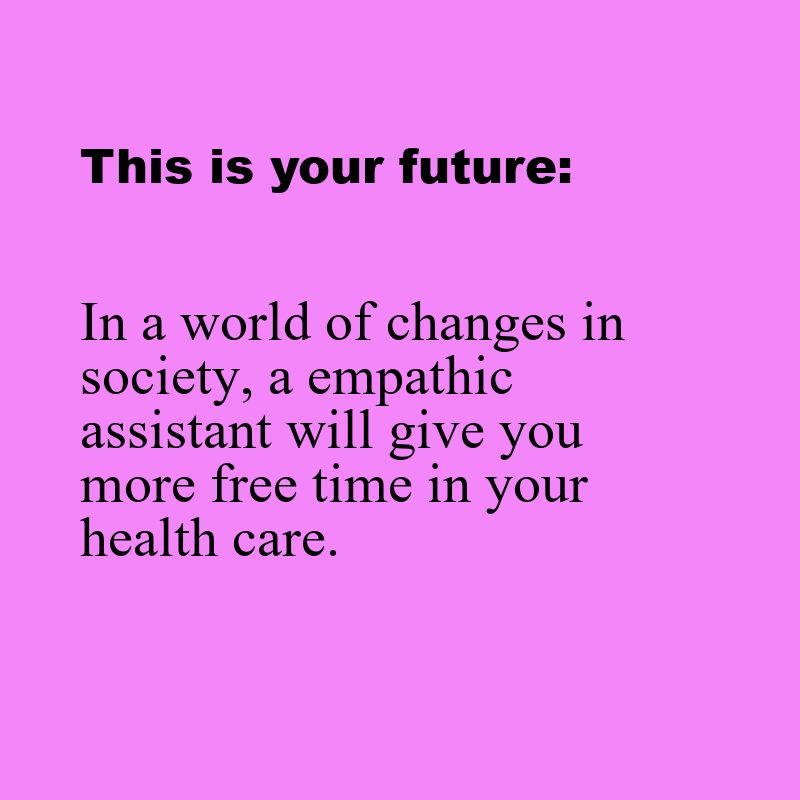 This is your future:
In a world of changes in
society, a empathic
assistant will give you
more free time in your
health care.